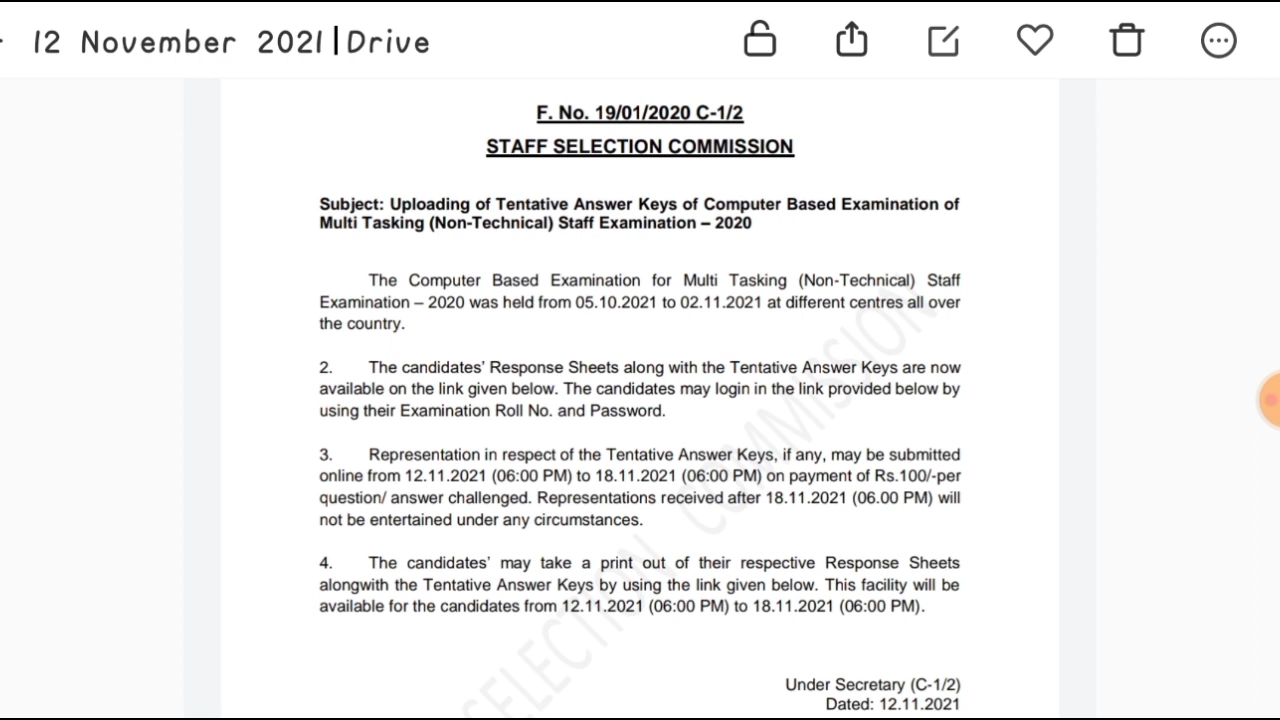 12 November 2021|Drive
F. No. 19/01/2020 C-1/2
STAFF SELECTION COMMISSION
Subject: Uploading of Tentative Answer Keys of Computer Based Examination of
Multi Tasking (Non-Technical) Staff Examination – 2020
The Computer Based Examination for Multi Tasking (Non-Technical) Staff
Examination – 2020 was held from 05.10.2021 to 02.11.2021 at different centres all over
the country.
2. The candidates' Response Sheets along with the Tentative Answer Keys are now
available on the link given below. The candidates may login in the link provided below by
using their Examination Roll No. and Password.
3. Representation in respect of the Tentative Answer Keys, if any, may be submitted
online from 12.11.2021 (06:00 PM) to 18.11.2021 (06:00 PM) on payment of Rs.100/-per
question/ answer challenged. Representations received after 18.11.2021 (06.00 PM) will
not be entertained under any circumstances.
4. The candidates' may take a print out of their respective Response Sheets
alongwith the Tentative Answer Keys by using the link given below. This facility will be
available for the candidates from 12.11.2021 (06:00 PM) to 18.11.2021 (06:00 PM).
SELECTION COMMISSION
Under Secretary (C-1/2)
Dated: 12.11.2021